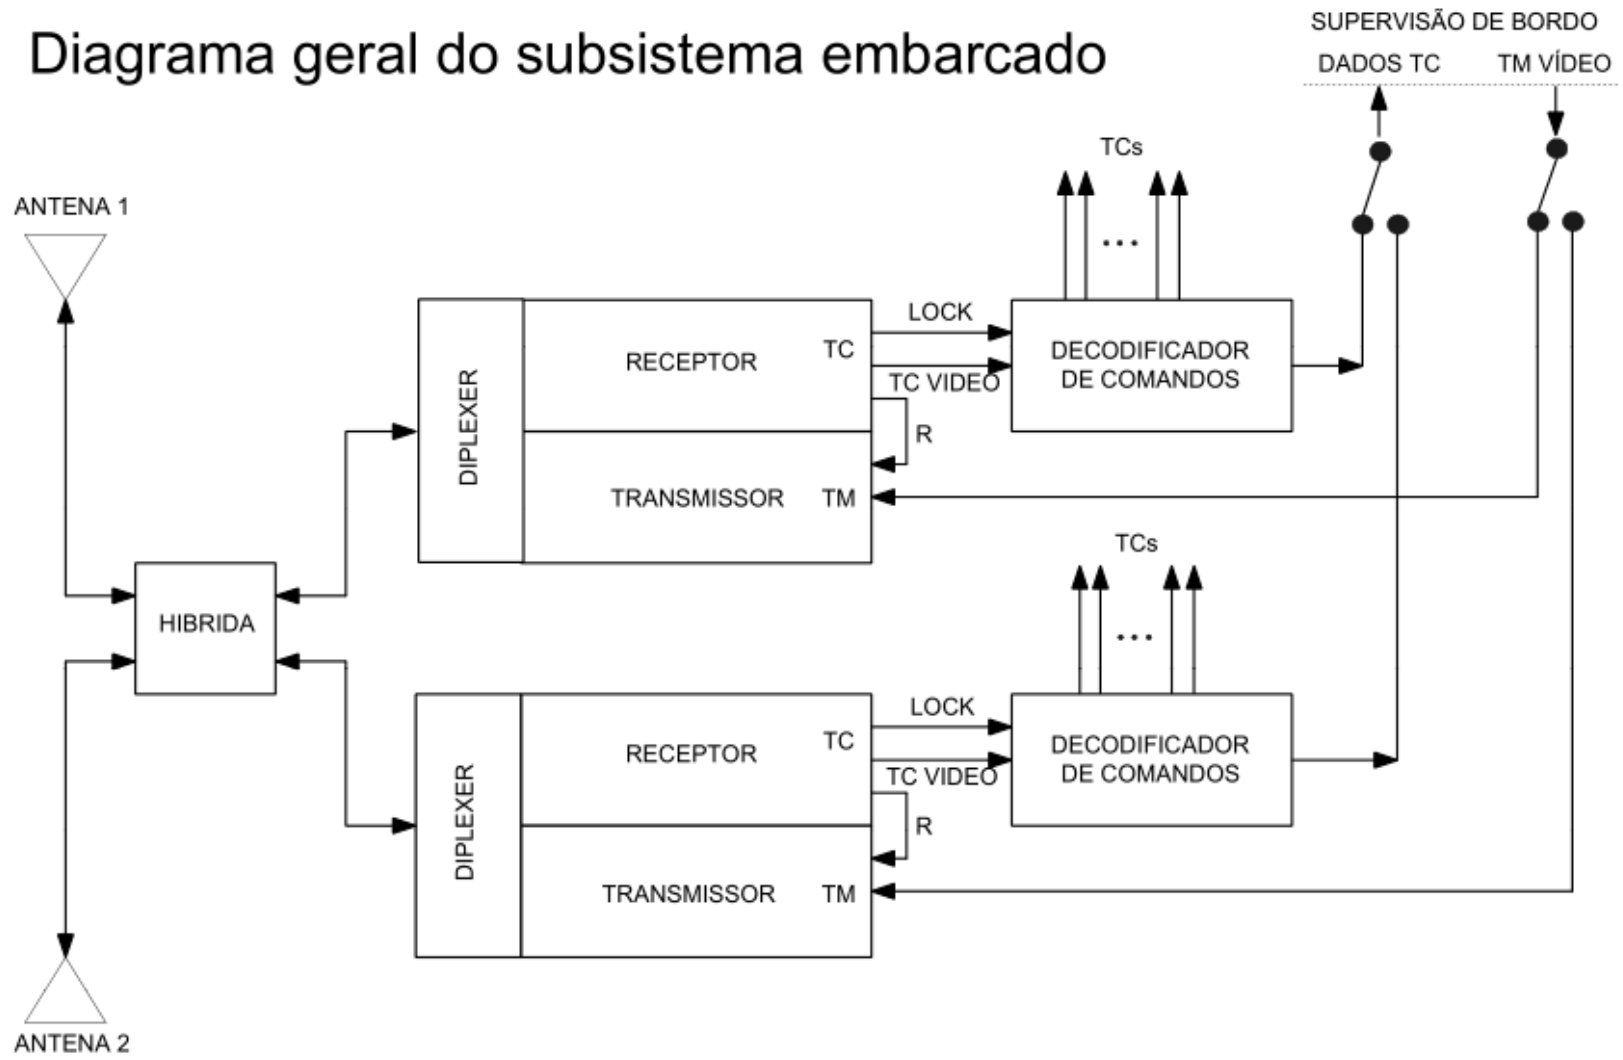 Diagrama geral do subsistema embarcado
SUPERVISÃO DE BORDO
DADOS TC
TM VÍDEO
ANTENA 1
TCs
...
DIPLEXER
RECEPTOR
TC
LOCK
TC VIDEO
R
DECODIFICADOR
DE COMANDOS
TRANSMISSOR
TM
HIBRIDA
TCs
...
DIPLEXER
RECEPTOR
TC
LOCK
TC VIDEO
R
DECODIFICADOR
DE COMANDOS
TRANSMISSOR
TM
ANTENA 2